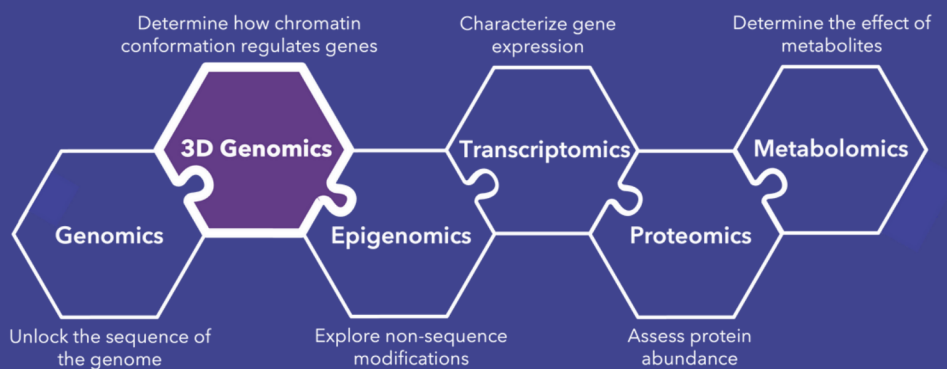 Determine how chromatin
conformation regulates genes
Characterize gene
expression
Determine the effect of
metabolites
3D Genomics
Transcriptomics
Metabolomics
Genomics
Epigenomics
Proteomics
Unlock the sequence of
the genome
Explore non-sequence
modifications
Assess protein
abundance